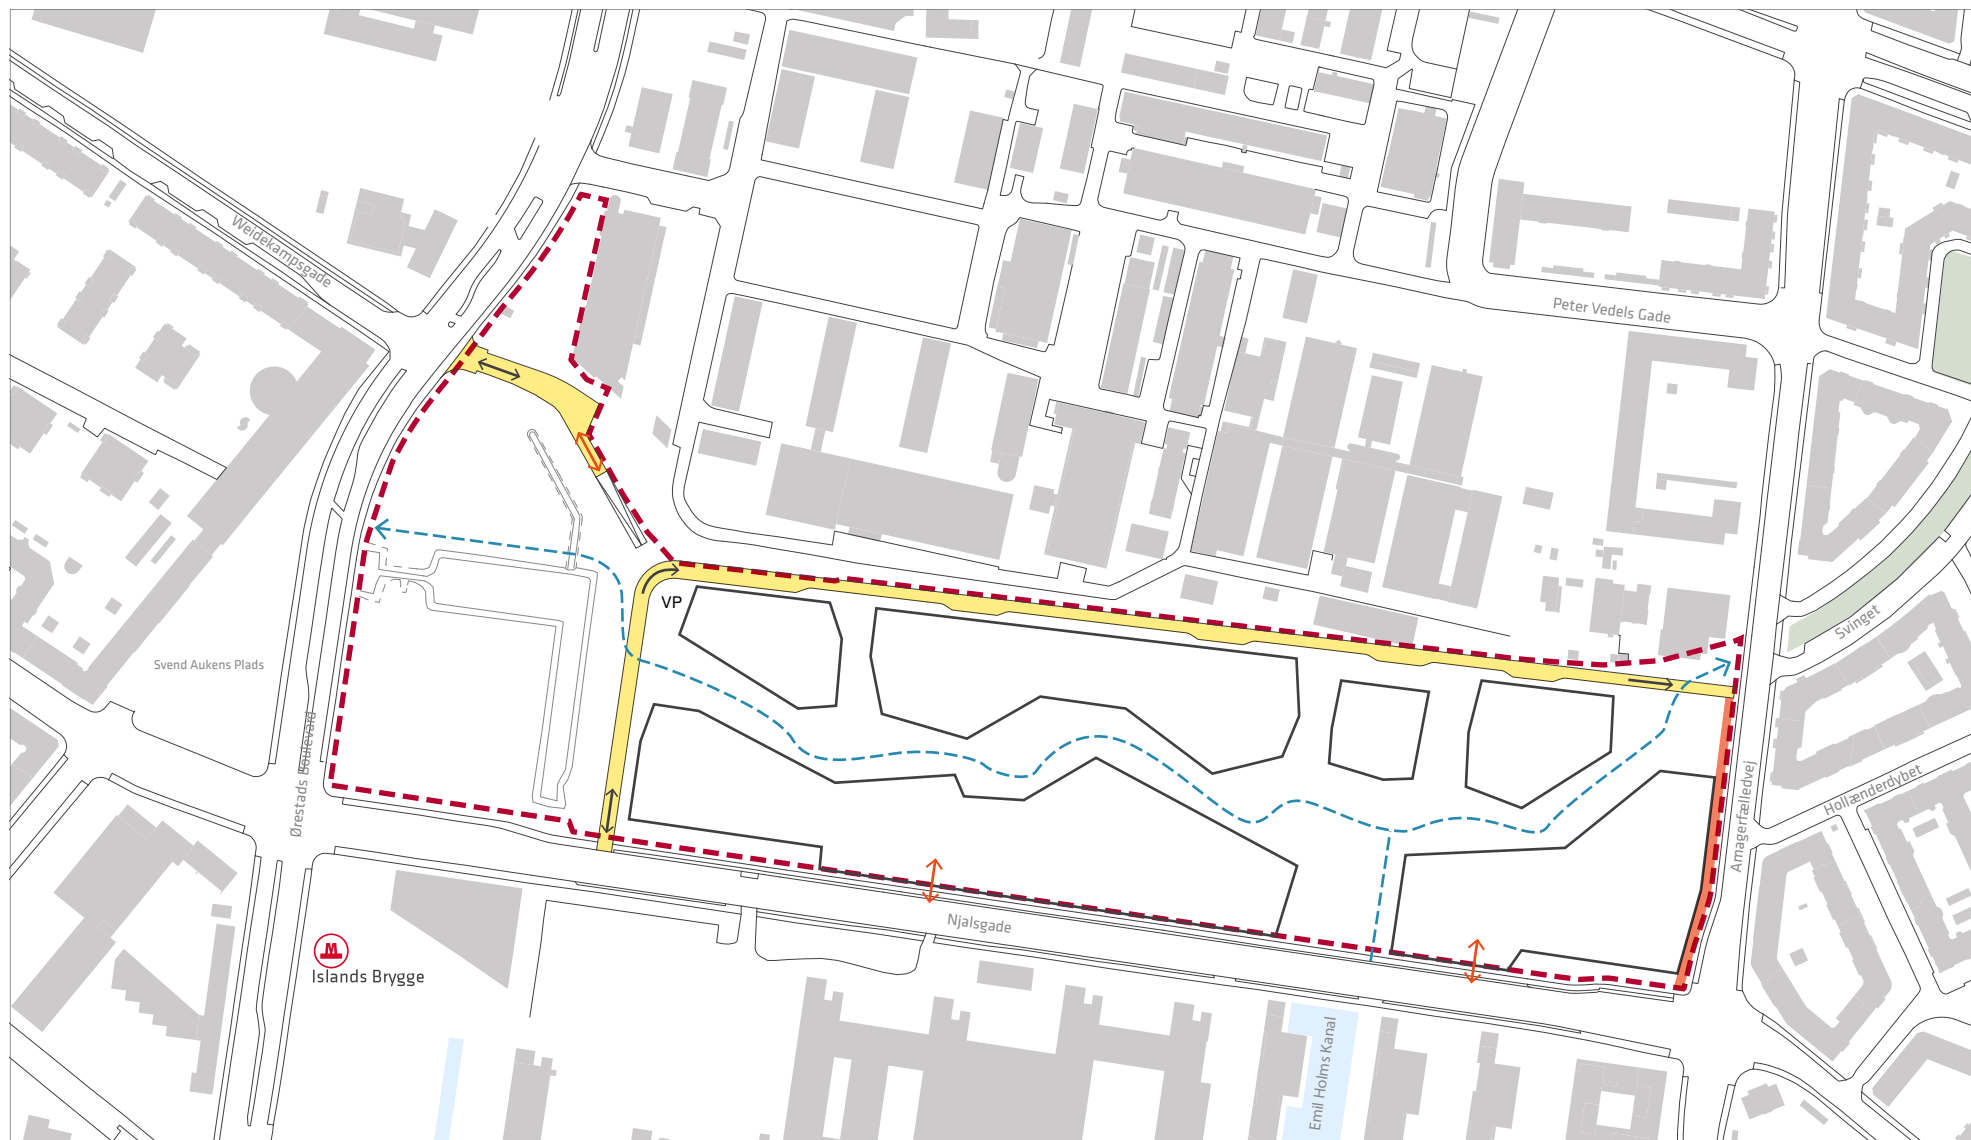 Weidekampsgade
Peter Vedels Gade
VP
Svinget
Svend Aukens Plads
Ørestads Boulevard
Hollænderdybet
Amagerfælledvej
Njalsgade
M
Islands Brygge
Emil Holms Kanal